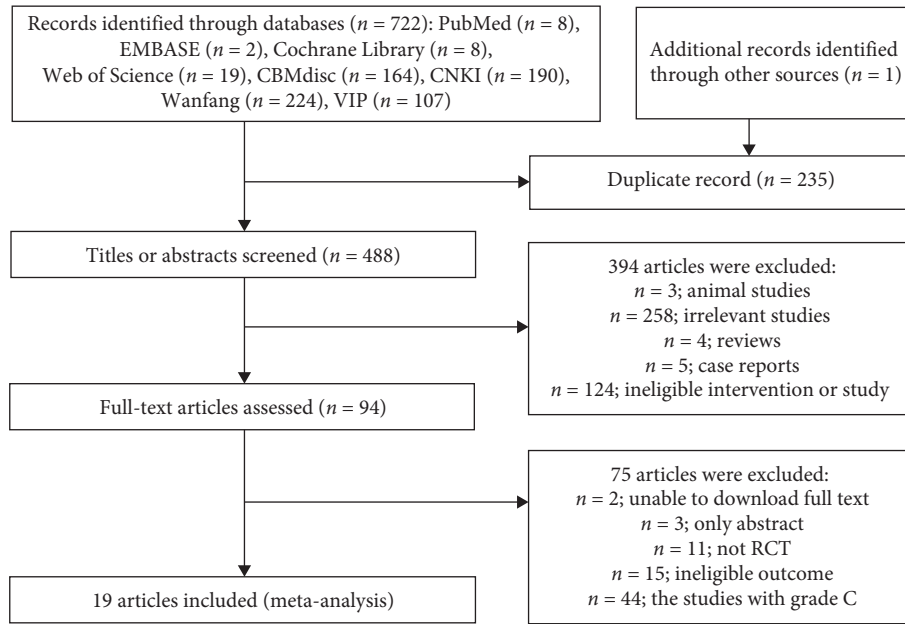 Records identified through databases (n = 722): PubMed (n = 8),
EMBASE (n = 2), Cochrane Library (n = 8),
Web of Science (n = 19), CBMdisc (n = 164), CNKI (n = 190),
Wanfang (n = 224), VIP (n = 107)
Additional records identified
through other sources (n = 1)
Duplicate record (n = 235)
Titles or abstracts screened (n = 488)
394 articles were excluded:
n = 3; animal studies
n = 258; irrelevant studies
n = 4; reviews
n = 5; case reports
n = 124; ineligible intervention or study
Full-text articles assessed (n = 94)
75 articles were excluded:
n = 2; unable to download full text
n = 3; only abstract
n = 11; not RCT
n = 15; ineligible outcome
n = 44; the studies with grade C
19 articles included (meta-analysis)